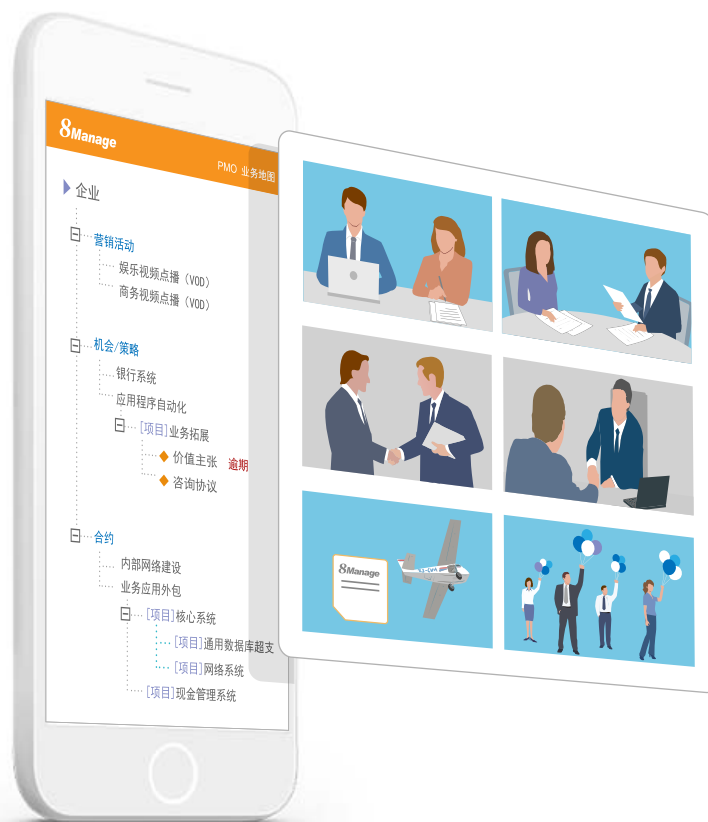 8Manage
PMO 业务地图
企业
营销活动
娱乐视频点播（VOD）
商务视频点播（VOD）
机会/策略
银行系统
应用程序自动化
[项目]业务拓展
价值主张 逾期
咨询协议
合约
内部网络建设
业务应用外包
[项目]核心系统
[项目]通用数据库超支
[项目]网络系统
[项目]现金管理系统
8Manage